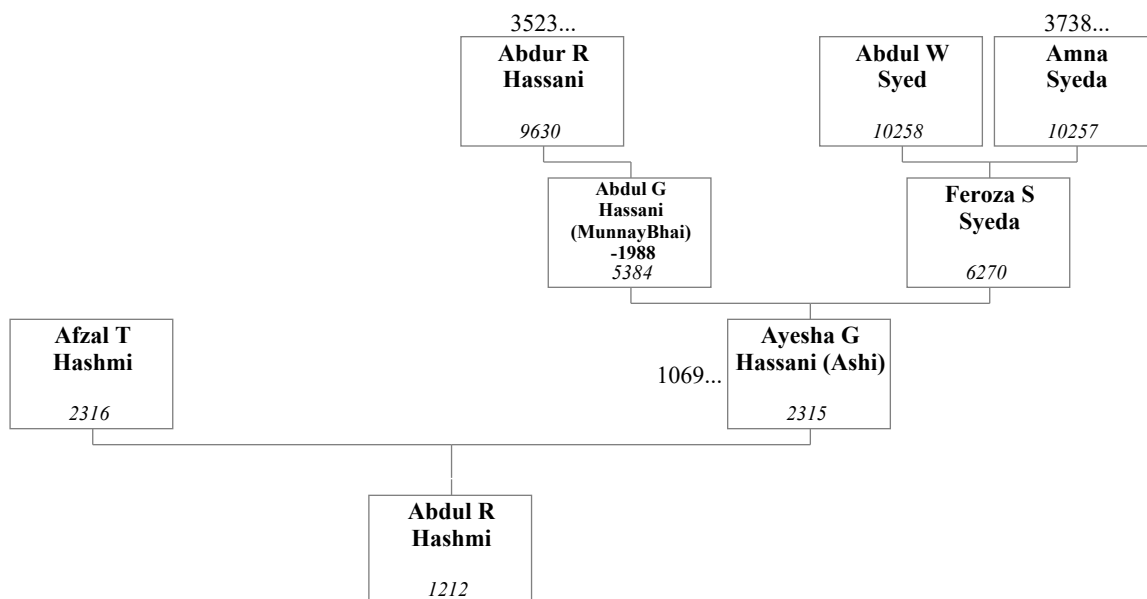 3523...
3738...
Abdur R
Hassani
9630
Abdul W
Syed
10258
Amna
Syeda
10257
Abdul G
Hassani
(MunnayBhai)
-1988
5384
Feroza S
Syeda
6270
Afzal T
Hashmi
2316
1069...
Ayesha G
Hassani (Ashi)
2315
Abdul R
Hashmi
1212